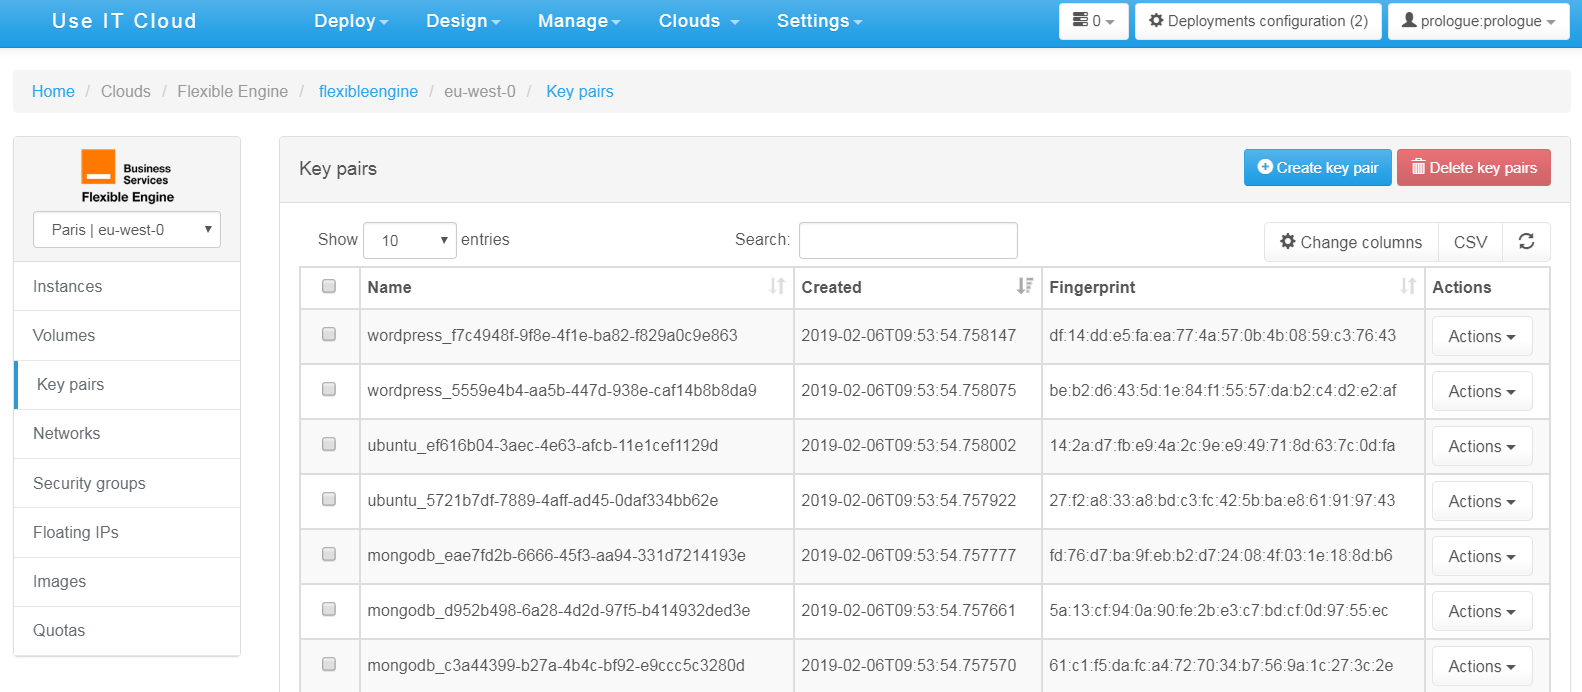 Use IT Cloud Deploy Design Manage Clouds Settings 0 Deployments configuration (2) prologue:prologue
Home / Clouds / Flexible Engine / flexibleengine / eu-west-0 / Key pairs
Business
Services
Flexible Engine
Paris | eu-west-0
Instances
Volumes
Key pairs
Networks
Security groups
Floating IPs
Images
Quotas
Key pairs Create key pair Delete key pairs
Show 10 entries Search: Change columns CSV
Name Created Fingerprint Actions
wordpress_f7c4948f-9f8e-4f1e-ba82-f829a0c9e863 2019-02-06T09:53:54.758147 df:14:dd:e5:fa:ea:77:4a:57:0b:4b:08:59:c3:76:43 Actions
wordpress_5559e4b4-aa5b-447d-938e-caf14b8b8da9 2019-02-06T09:53:54.758075 be:b2:d6:43:5d:1e:84:f1:55:57:da:b2:c4:d2:e2:af Actions
ubuntu_ef616b04-3aec-4e63-afcb-11e1cef1129d 2019-02-06T09:53:54.758002 14:2a:d7:fb:e9:4a:2c:9e:e9:49:71:8d:63:7c:0d:fa Actions
ubuntu_5721b7df-7889-4aff-ad45-0daf334bb62e 2019-02-06T09:53:54.757922 27:f2:a8:33:a8:bd:c3:fc:42:5b:ba:e8:61:91:97:43 Actions
mongodb_eae7fd2b-6666-45f3-aa94-331d7214193e 2019-02-06T09:53:54.757777 fd:76:d7:ba:9f:eb:b2:d7:24:08:4f:03:1e:18:8d:b6 Actions
mongodb_d952b498-6a28-4d2d-97f5-b414932ded3e 2019-02-06T09:53:54.757661 5a:13:cf:94:0a:90:fe:2b:e3:c7:bd:cf:0d:97:55:ec Actions
mongodb_c3a44399-b27a-4b4c-bf92-e9ccc5c3280d 2019-02-06T09:53:54.757570 61:c1:f5:da:fc:a4:72:70:34:b7:56:9a:1c:27:3c:2e Actions